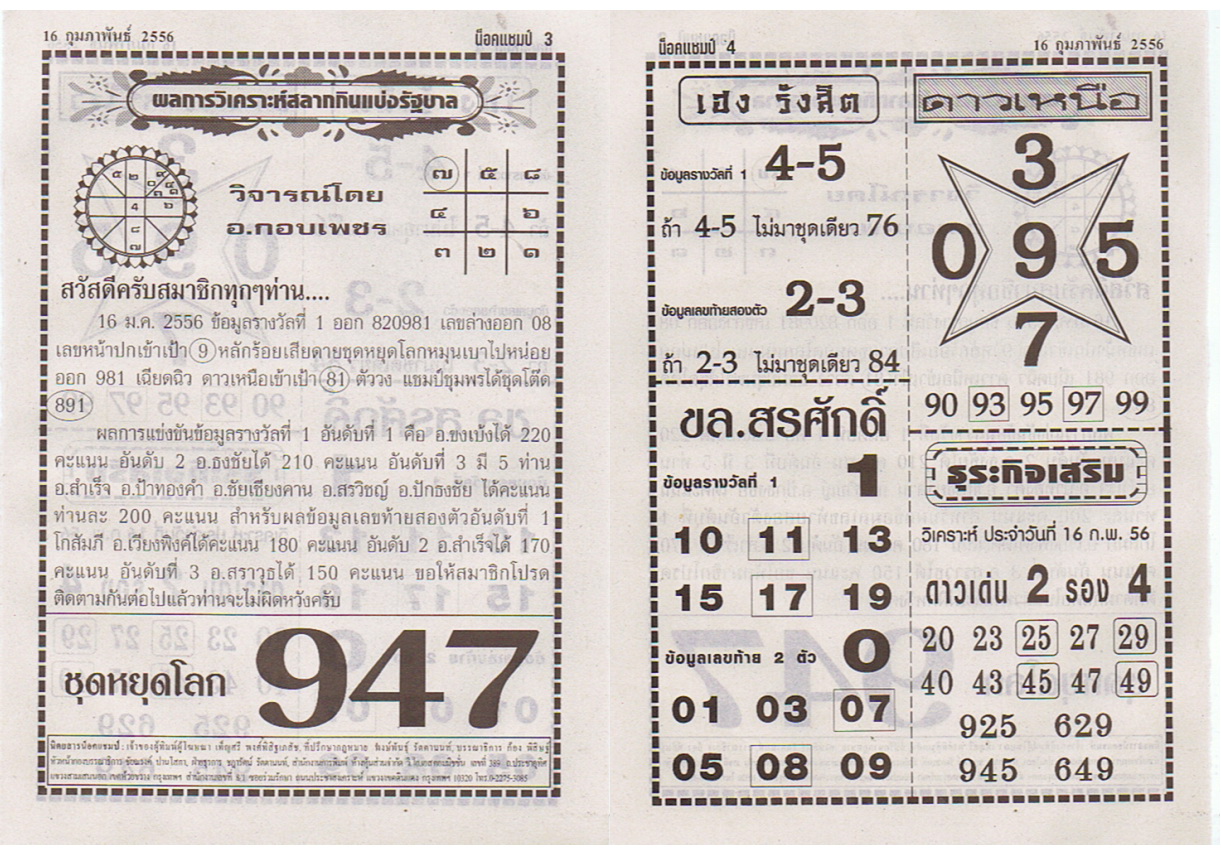 16 กุมภาพันธ์ 2556
น็อคแชมป์ 3
ผลการวิเคราะห์สลากกินแบ่งรัฐบาล
วิจารณ์โดย
อ.กอบเพชร
๗ ๕ ๘
๔ ๖
๓ ๒ ๑
สวัสดีครับสมาชิกทุกๆท่าน....
16 ม.ค. 2556 ข้อมูลรางวัลที่ 1 ออก 820981 เลขล่างออก 08
เลขหน้าปกเข้าเป้า 9 หลักร้อยเสียดายชุดหยุดโลกหมุนเบาไปหน่อย
ออก 981 เฉียดฉิว ดาวเหนือเข้าเป้า 81 ตัววง แชมป์ชุมพรได้ชุดโต๊ด
891
ผลการแข่งขันข้อมูลรางวัลที่ 1 อันดับที่ 1 คือ อ.ขงเบ้งได้ 220
คะแนน อันดับ 2 อ.ธงชัยได้ 210 คะแนน อันดับที่ 3 มี 5 ท่าน
อ.สำเร็จ อ.ป้าทองคำ อ.ชัยเชียงคาน อ.สรวิชญ์ อ.ปักธงชัย ได้คะแนน
ท่านละ 200 คะแนน สำหรับผลข้อมูลเลขท้ายสองตัวอันดับที่ 1
โกสัมภี อ.เวียงพิงค์ได้คะแนน 180 คะแนน อันดับ 2 อ.สำเร็จได้ 170
คะแนน อันดับที่ 3 อ.สราวุธได้ 150 คะแนน ขอให้สมาชิกโปรด
ติดตามกันต่อไปแล้วท่านจะไม่ผิดหวังครับ
ชุดหยุดโลก 947
น็อคแชมป์ 4
16 กุมภาพันธ์ 2556
เฮง รังสิต
ข้อมูลรางวัลที่ 1 4-5
ถ้า 4-5 ไม่มาชุดเดียว 76
ข้อมูลเลขท้ายสองตัว 2-3
ถ้า 2-3 ไม่มาชุดเดียว 84
ขล.สรศักดิ์
ข้อมูลรางวัลที่ 1 1
10 11 13
15 17 19
ข้อมูลเลขท้าย 2 ตัว 0
01 03 07
05 08 09
ดาวเหนือ
3
0 9 5
7
90 93 95 97 99
ธุระกิจเสริม
วิเคราะห์ ประจำวันที่ 16 ก.พ. 56
ดาวเด่น 2 รอง 4
20 23 25 27 29
40 43 45 47 49
925 629
945 649